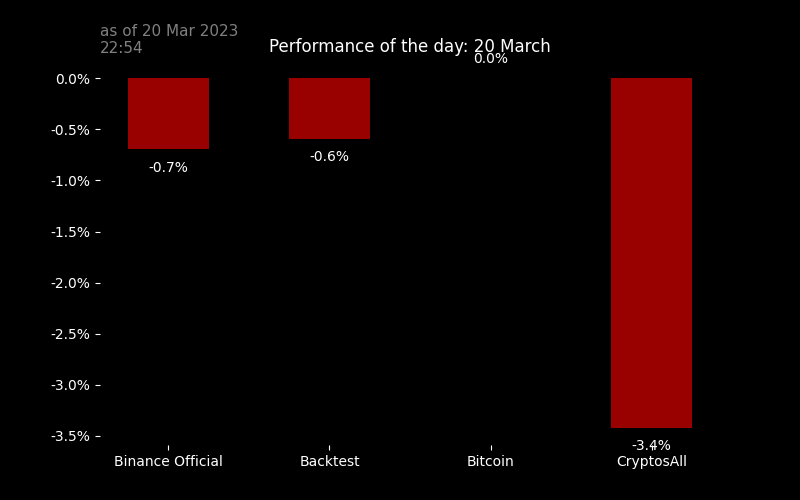 as of 20 Mar 2023
22:54
Performance of the day: 20 March
0.0%
0.0%
-0.5%
-0.7%
-0.6%
-1.0%
-1.5%
-2.0%
-2.5%
-3.0%
-3.5%
-3.4%
Binance Official
Backtest
Bitcoin
CryptosAll